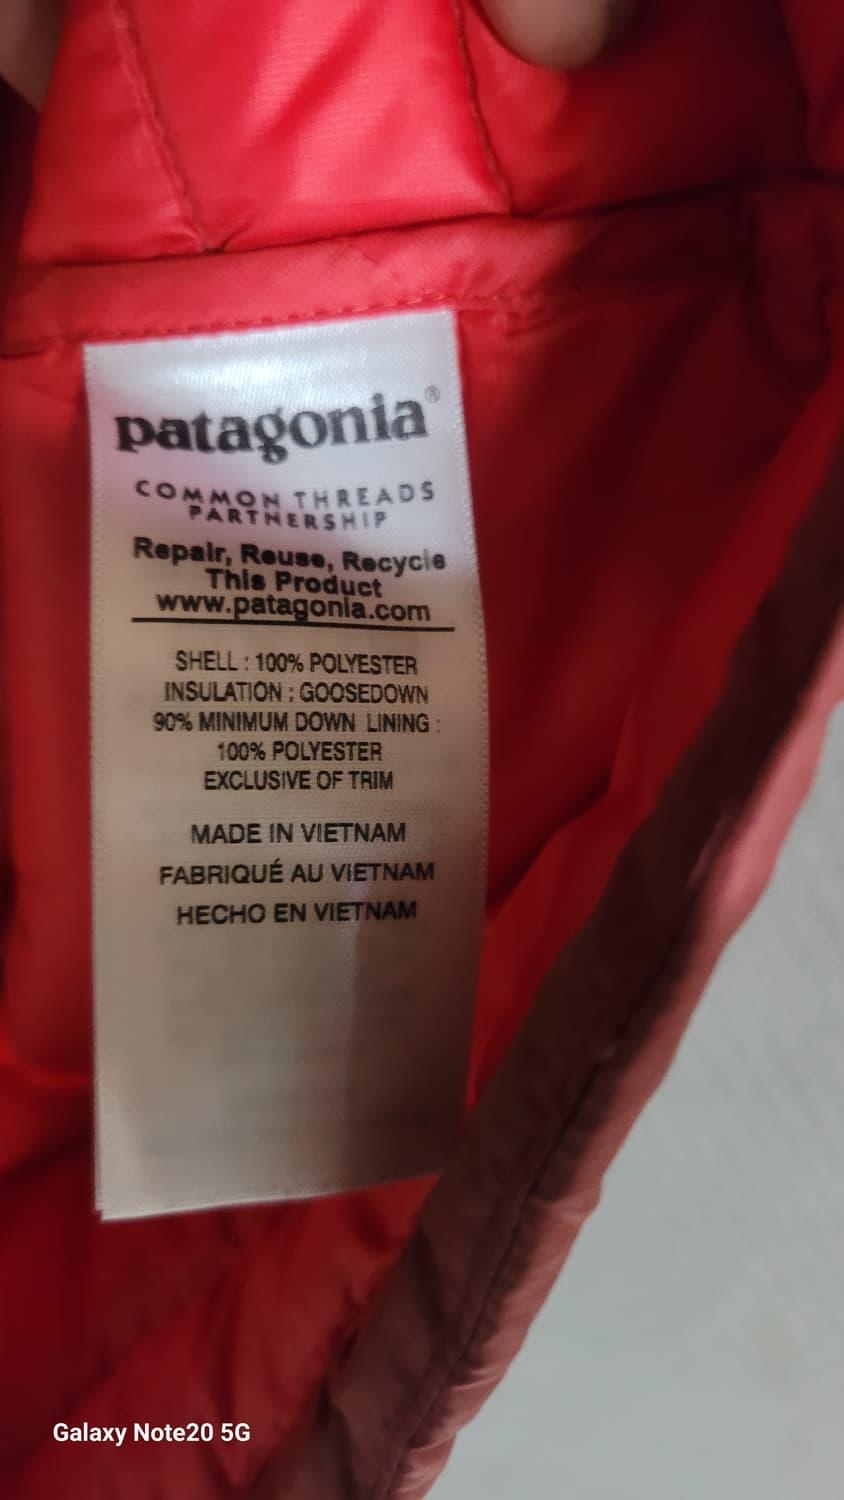 patagonia®
COMMON THREADS
PARTNERSHIP
Repair, Reuse, Recycle
This Product
www.patagonia.com
SHELL : 100% POLYESTER
INSULATION : GOOSEDOWN
90% MINIMUM DOWN LINING :
100% POLYESTER
EXCLUSIVE OF TRIM
MADE IN VIETNAM
FABRIQUÉ AU VIETNAM
HECHO EN VIETNAM
Galaxy Note20 5G